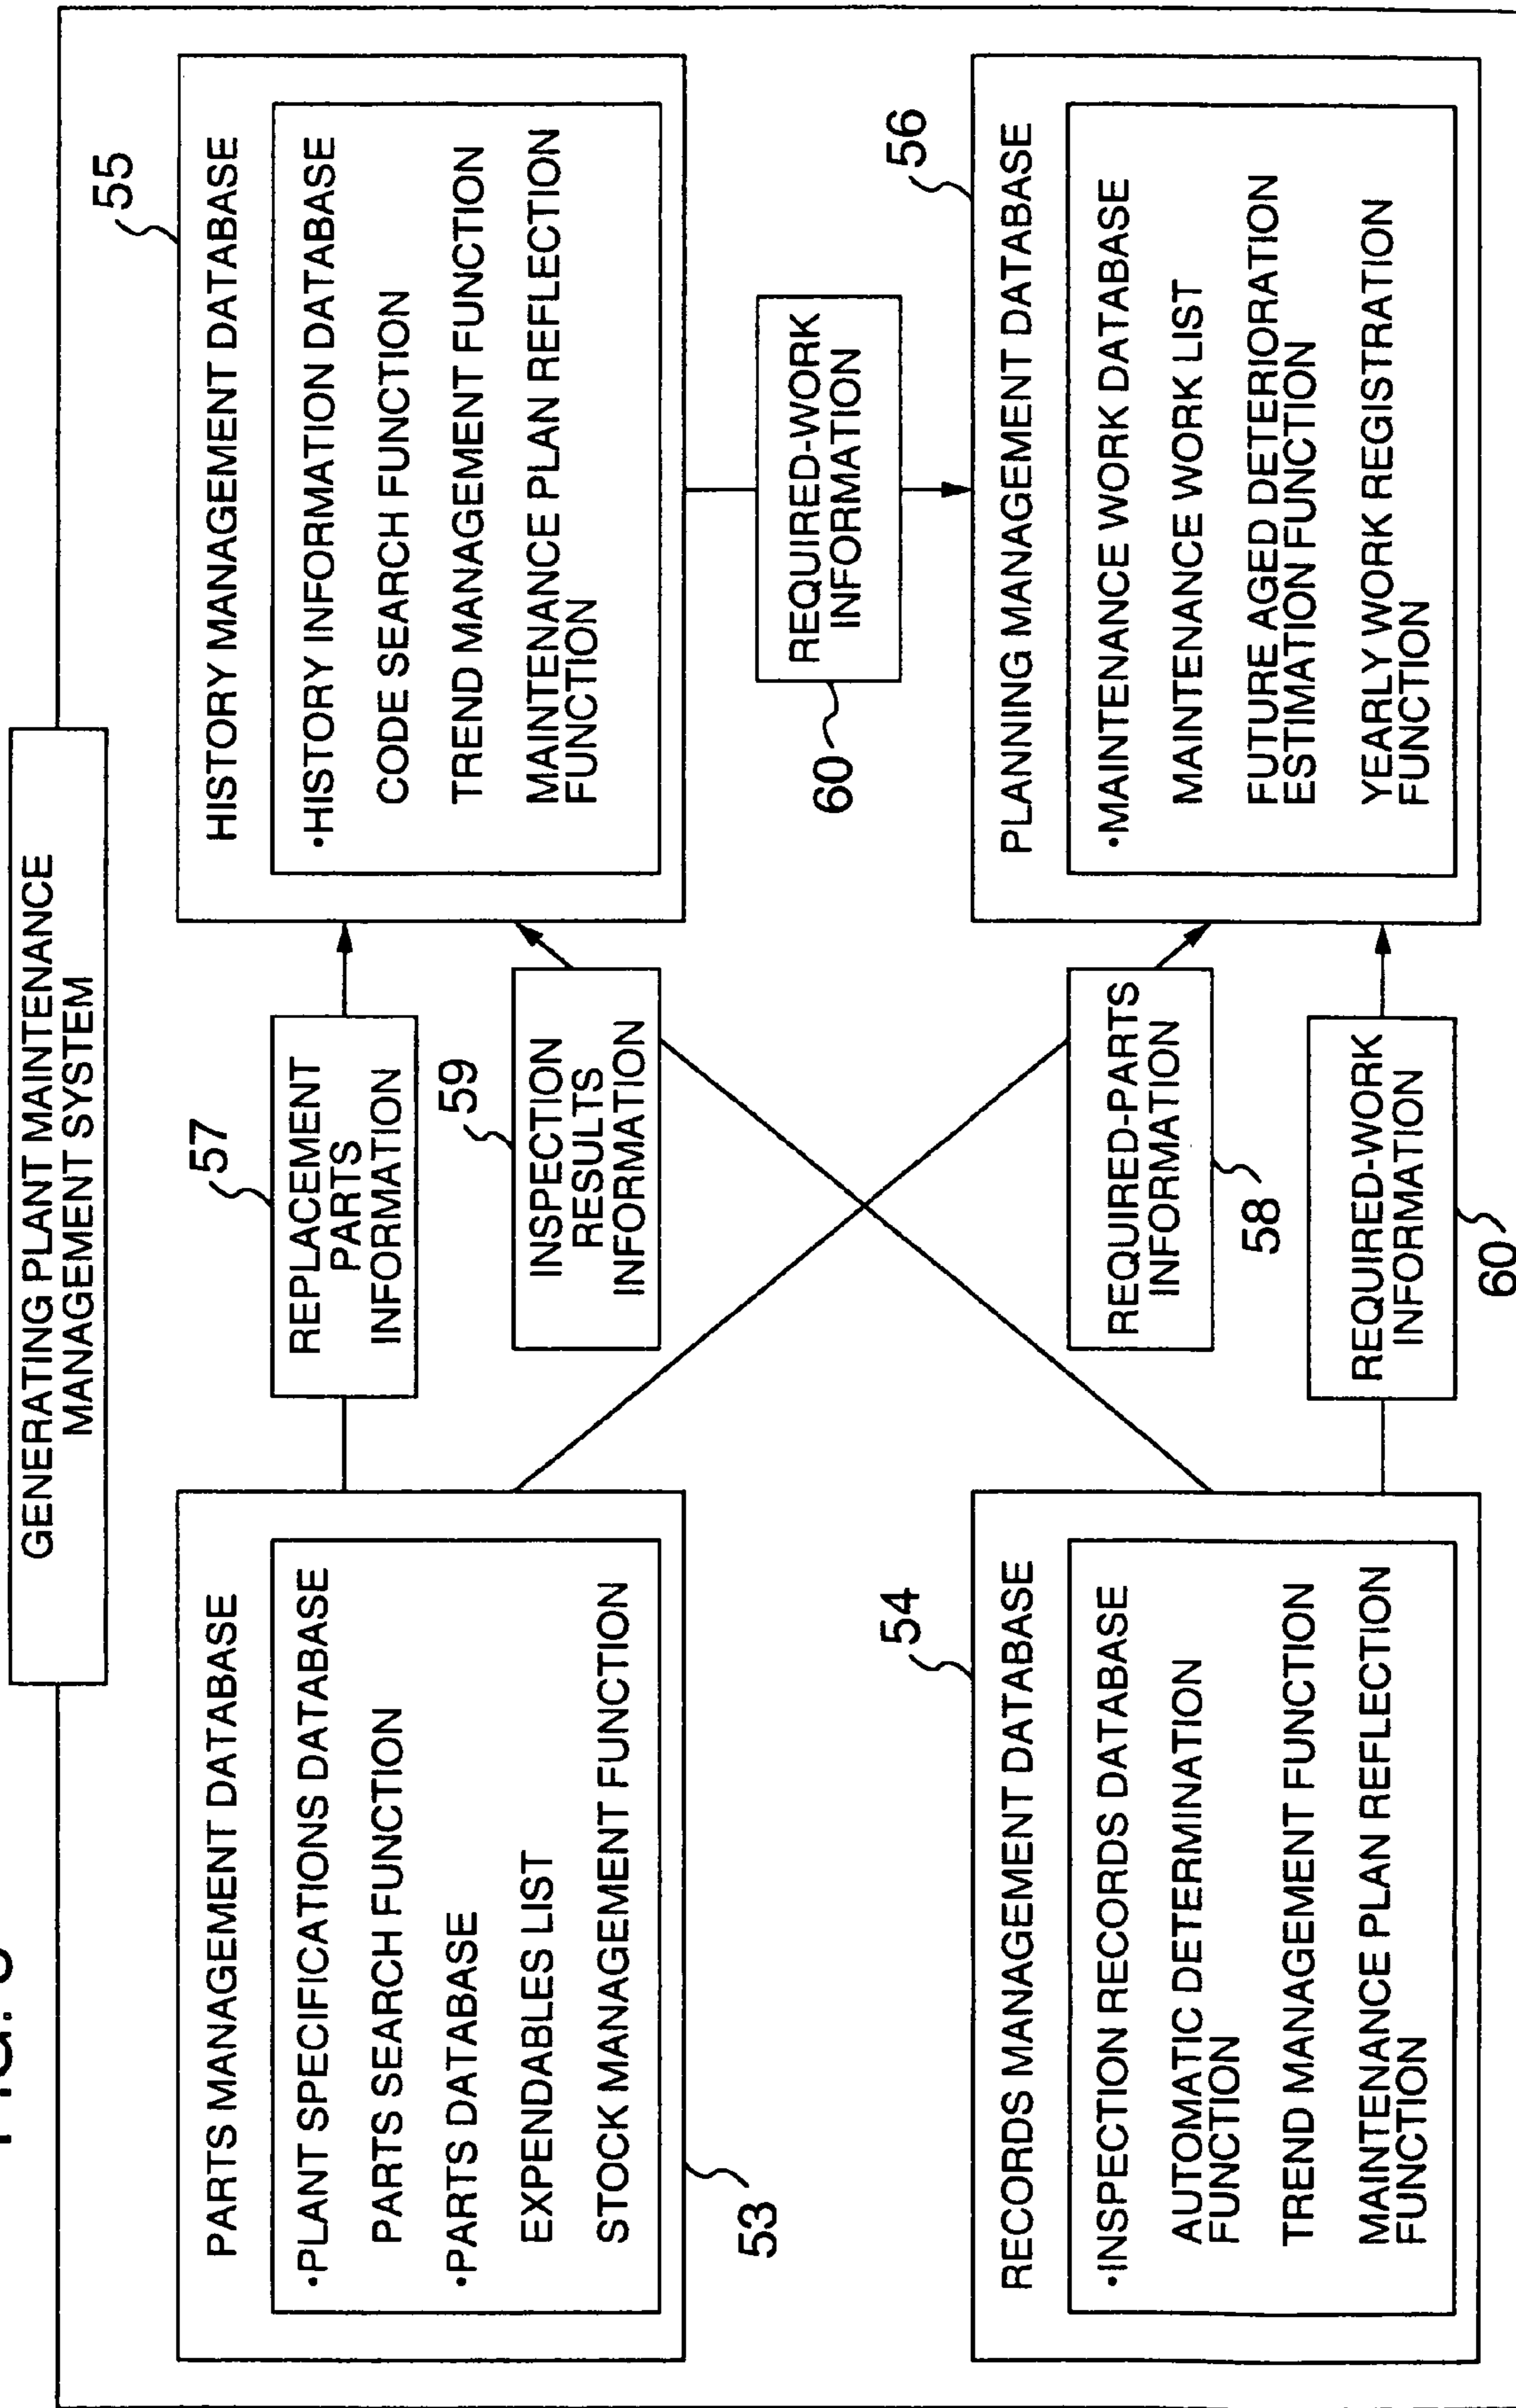 GENERATING PLANT MAINTENANCE
MANAGEMENT SYSTEM
PARTS MANAGEMENT DATABASE
•PLANT SPECIFICATIONS DATABASE
PARTS SEARCH FUNCTION
•PARTS DATABASE
EXPENDABLES LIST
STOCK MANAGEMENT FUNCTION
53
57
REPLACEMENT
PARTS
INFORMATION
59
INSPECTION
RESULTS
INFORMATION
55
HISTORY MANAGEMENT DATABASE
•HISTORY INFORMATION DATABASE
CODE SEARCH FUNCTION
TREND MANAGEMENT FUNCTION
MAINTENANCE PLAN REFLECTION
FUNCTION
REQUIRED-WORK
INFORMATION
60
54
RECORDS MANAGEMENT DATABASE
•INSPECTION RECORDS DATABASE
AUTOMATIC DETERMINATION
FUNCTION
TREND MANAGEMENT FUNCTION
MAINTENANCE PLAN REFLECTION
FUNCTION
REQUIRED-PARTS
INFORMATION
58
REQUIRED-WORK
INFORMATION
60
56
PLANNING MANAGEMENT DATABASE
•MAINTENANCE WORK DATABASE
MAINTENANCE WORK LIST
FUTURE AGED DETERIORATION
ESTIMATION FUNCTION
YEARLY WORK REGISTRATION
FUNCTION